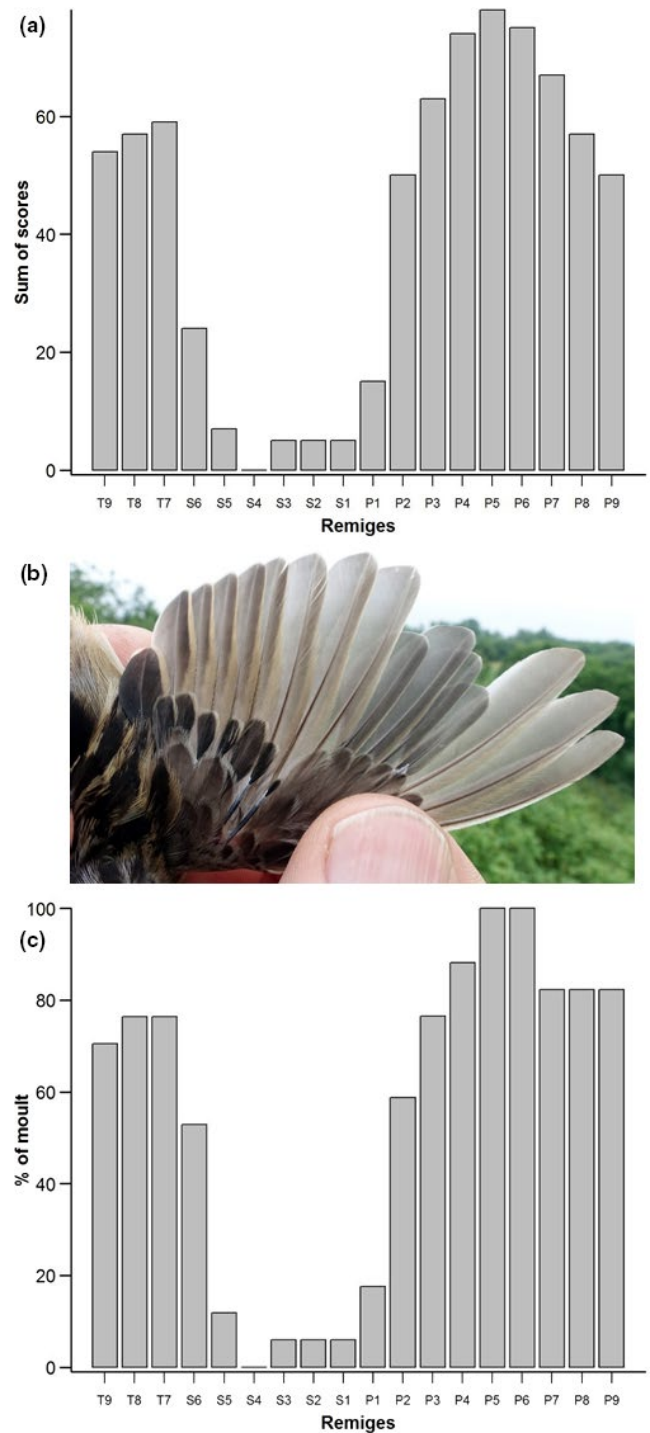 (a)
Sum of scores
60
40
20
0
T9 T8 T7 S6 S5 S4 S3 S2 S1 P1 P2 P3 P4 P5 P6 P7 P8 P9
Remiges
(b)
(c)
% of moult
100
80
60
40
20
0
T9 T8 T7 S6 S5 S4 S3 S2 S1 P1 P2 P3 P4 P5 P6 P7 P8 P9
Remiges